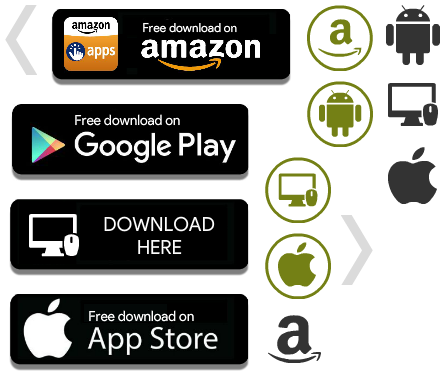 amazon
apps
Free download on
amazon
a
Free download on
Google Play
DOWNLOAD
HERE
Free download on
App Store
a